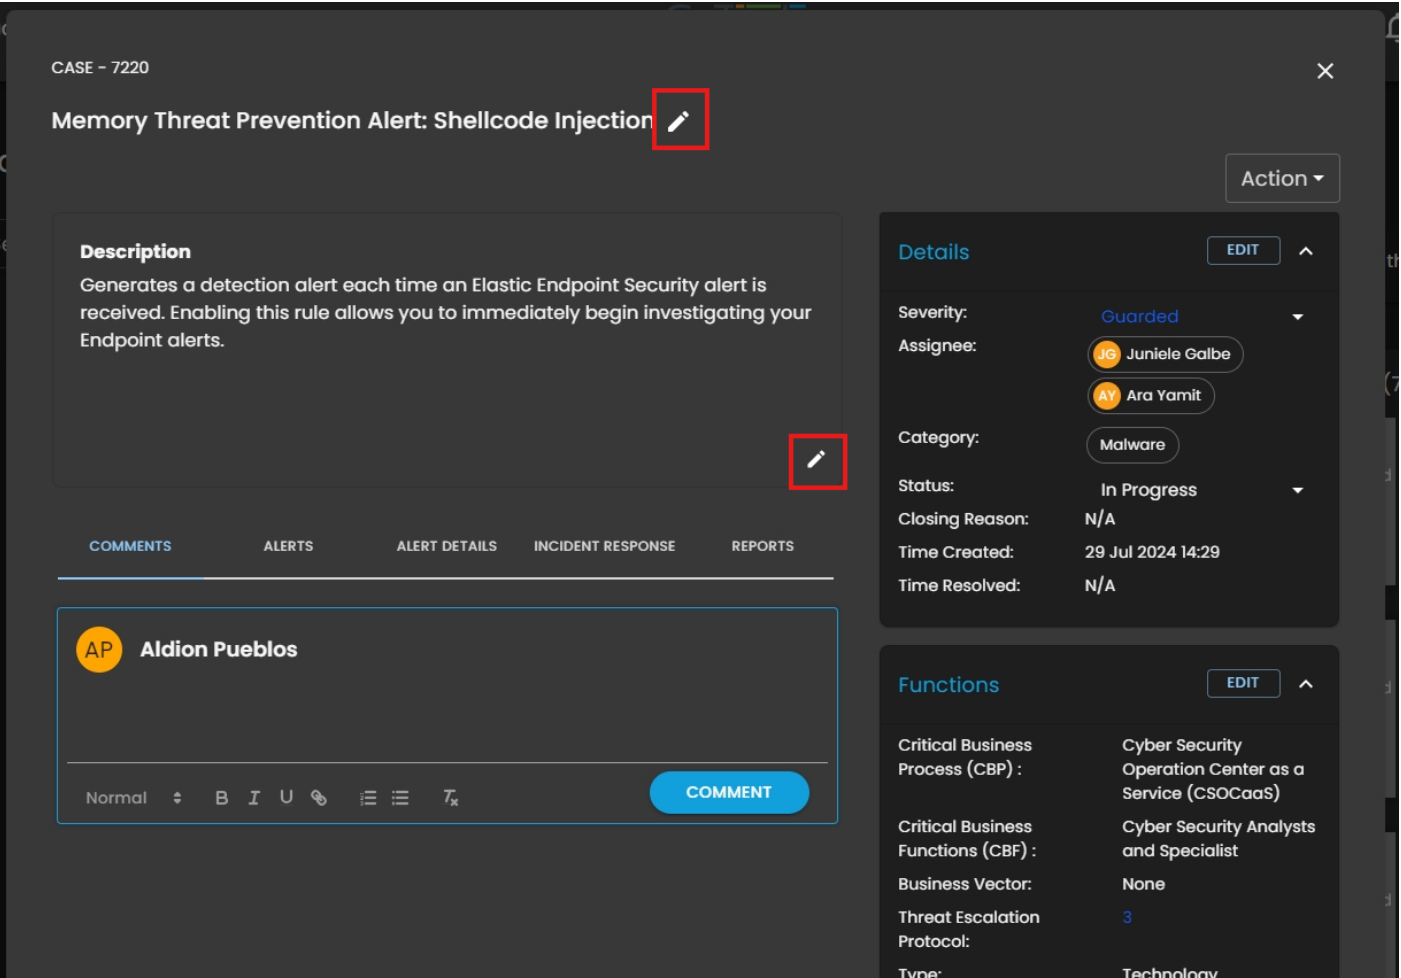 CASE - 7220
Memory Threat Prevention Alert: Shellcode Injection
Action
Description
Generates a detection alert each time an Elastic Endpoint Security alert is
received. Enabling this rule allows you to immediately begin investigating your
Endpoint alerts.
COMMENTS ALERTS ALERT DETAILS INCIDENT RESPONSE REPORTS
AP Aldion Pueblos
Normal B I U
COMMENT
Details EDIT
Severity: Guarded
Assignee: JG Juniele Galbe
AY Ara Yamit
Category: Malware
Status: In Progress
Closing Reason: N/A
Time Created: 29 Jul 2024 14:29
Time Resolved: N/A
Functions EDIT
Critical Business Cyber Security
Process (CBP) : Operation Center as a
Service (CSOCaaS)
Critical Business Cyber Security Analysts
Functions (CBF) : and Specialist
Business Vector: None
Threat Escalation 3
Protocol:
Type: Technology